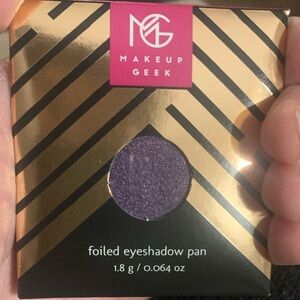 MG
MAKEUP
GEEK
foiled eyeshadow pan
1.8 g / 0.064 oz